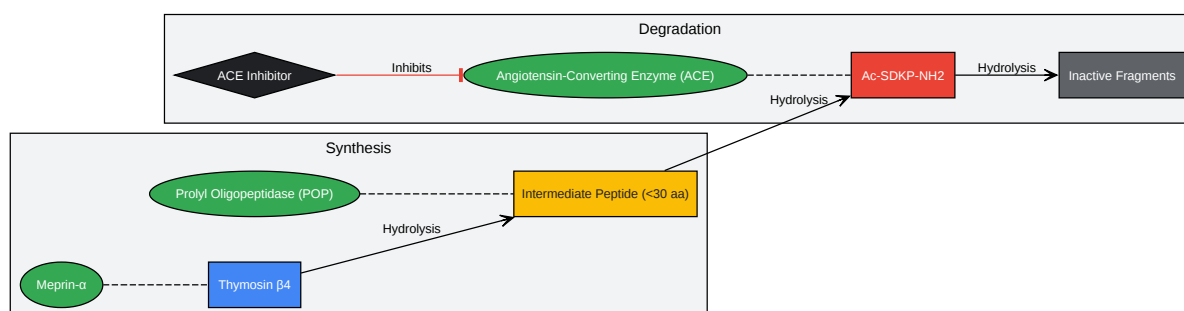 Degradation
ACE Inhibitor
Inhibits
Angiotensin-Converting Enzyme (ACE)
Ac-SDKP-NH2
Hydrolysis
Inactive Fragments
Hydrolysis
Synthesis
Prolyl Oligopeptidase (POP)
Intermediate Peptide (<30 aa)
Hydrolysis
Meprin-α
Thymosin β4